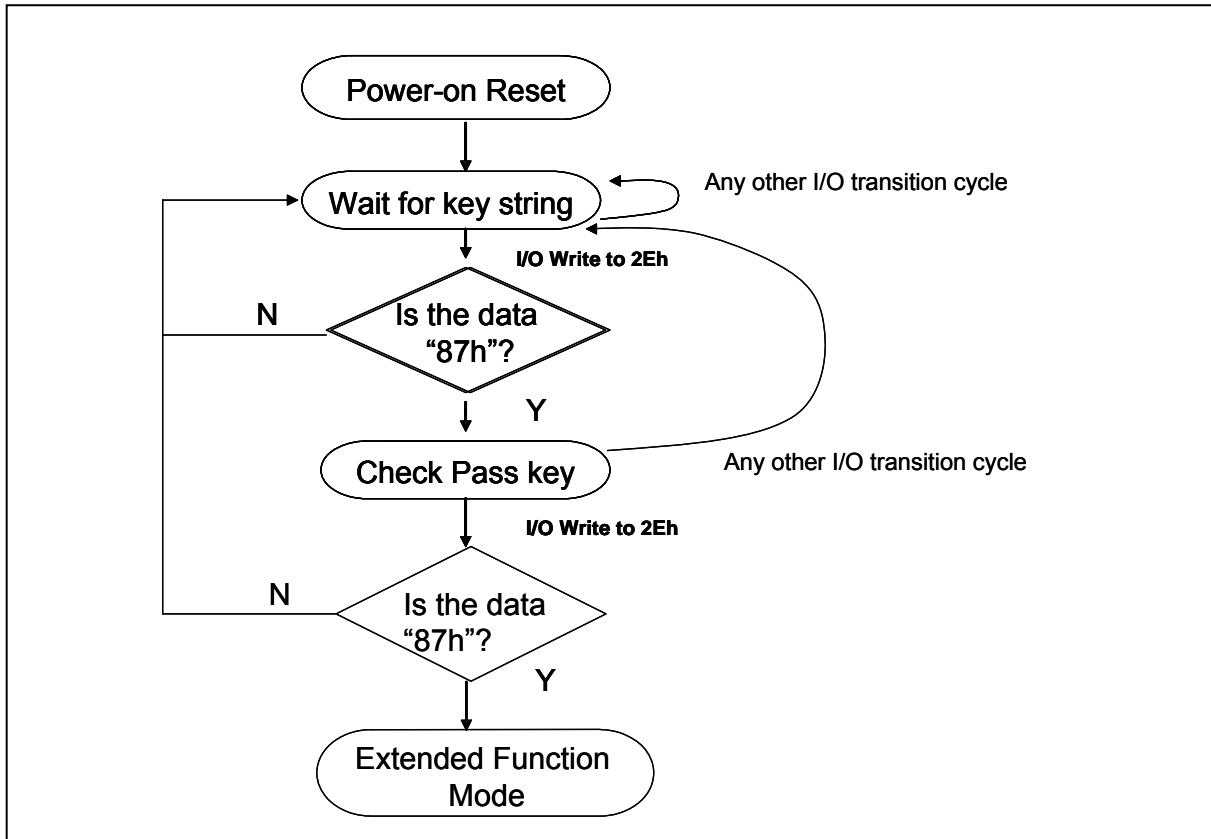 Power-on Reset
Wait for key string
Any other I/O transition cycle
I/O Write to 2Eh
N
Is the data
“87h”?
Y
Check Pass key
Any other I/O transition cycle
I/O Write to 2Eh
N
Is the data
“87h”?
Y
Extended Function
Mode